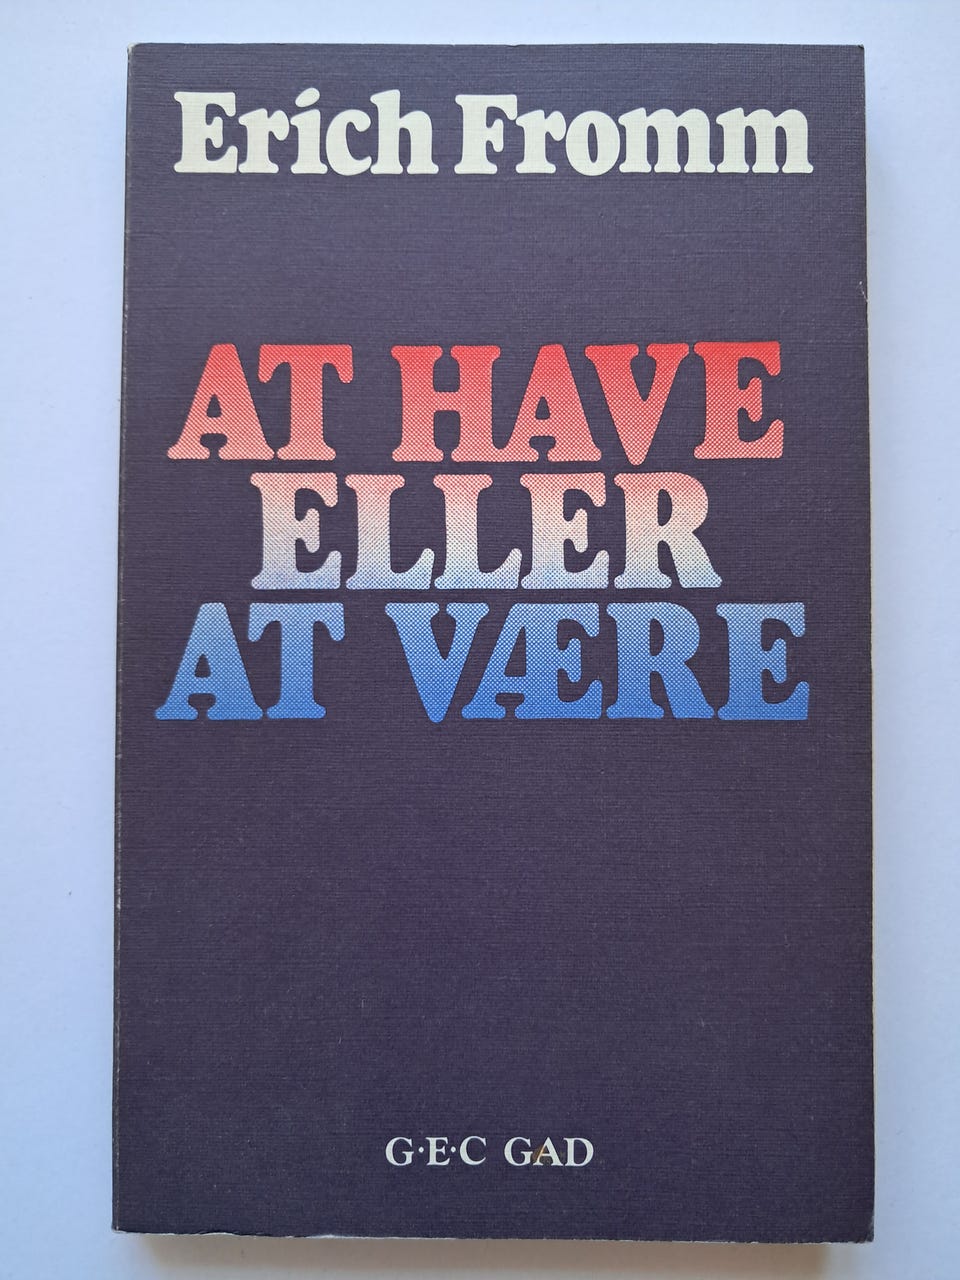 Erich Fromm
AT HAVE
ELLER
AT VÆRE
G·E·C GAD